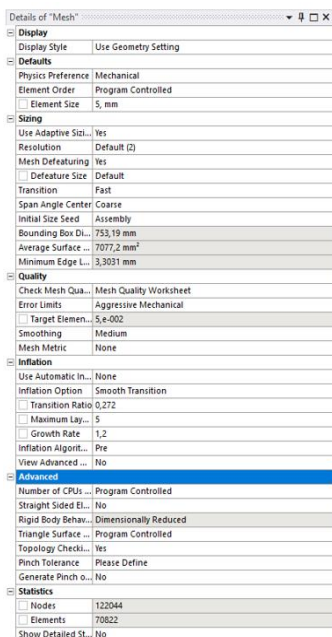 Details of "Mesh"
Display
Display Style Use Geometry Setting
Defaults
Physics Preference Mechanical
Element Order Program Controlled
Element Size 5, mm
Sizing
Use Adaptive Sizi... Yes
Resolution Default (2)
Mesh Defeaturing Yes
Defeature Size Default
Transition Fast
Span Angle Center Coarse
Initial Size Seed Assembly
Bounding Box Di... 753,19 mm
Average Surface ... 7077,2 mm²
Minimum Edge L... 3,3031 mm
Quality
Check Mesh Qua... Mesh Quality Worksheet
Error Limits Aggressive Mechanical
Target Elemen... 5,e-002
Smoothing Medium
Mesh Metric None
Inflation
Use Automatic In... None
Inflation Option Smooth Transition
Transition Ratio 0,272
Maximum Lay... 5
Growth Rate 1,2
Inflation Algorit... Pre
View Advanced ... No
Advanced
Number of CPUs ... Program Controlled
Straight Sided El... No
Rigid Body Behav... Dimensionally Reduced
Triangle Surface ... Program Controlled
Topology Checki... Yes
Pinch Tolerance Please Define
Generate Pinch o... No
Statistics
Nodes 122044
Elements 70822
Show Detailed St... No